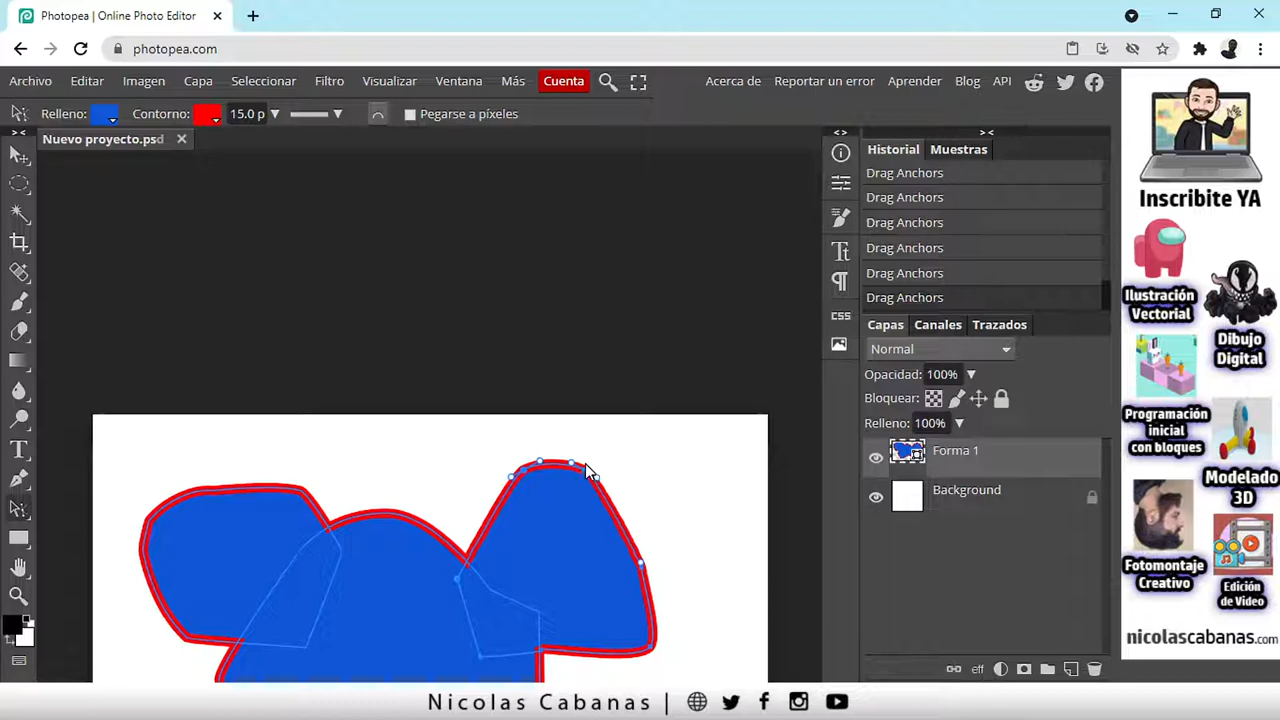 Photopea | Online Photo Editor
photopea.com
Archivo Editar Imagen Capa Seleccionar Filtro Visualizar Ventana Más Cuenta
Acerca de Reportar un error Aprender Blog API
Relleno: Contorno: 15.0 p Pegarse a píxeles
Nuevo proyecto.psd
Historial Muestras
Drag Anchors
Drag Anchors
Drag Anchors
Drag Anchors
Drag Anchors
Drag Anchors
CSS
Capas Canales Trazados
Normal
Opacidad: 100%
Bloquear:
Relleno: 100%
Forma 1
Background
eff
Inscribite YA
Ilustración
Vectorial
Dibujo
Digital
Programación
inicial
con bloques
Modelado
3D
Fotomontaje
Creativo
Edición
de Video
nicolascabanas.com
Nicolas Cabanas |